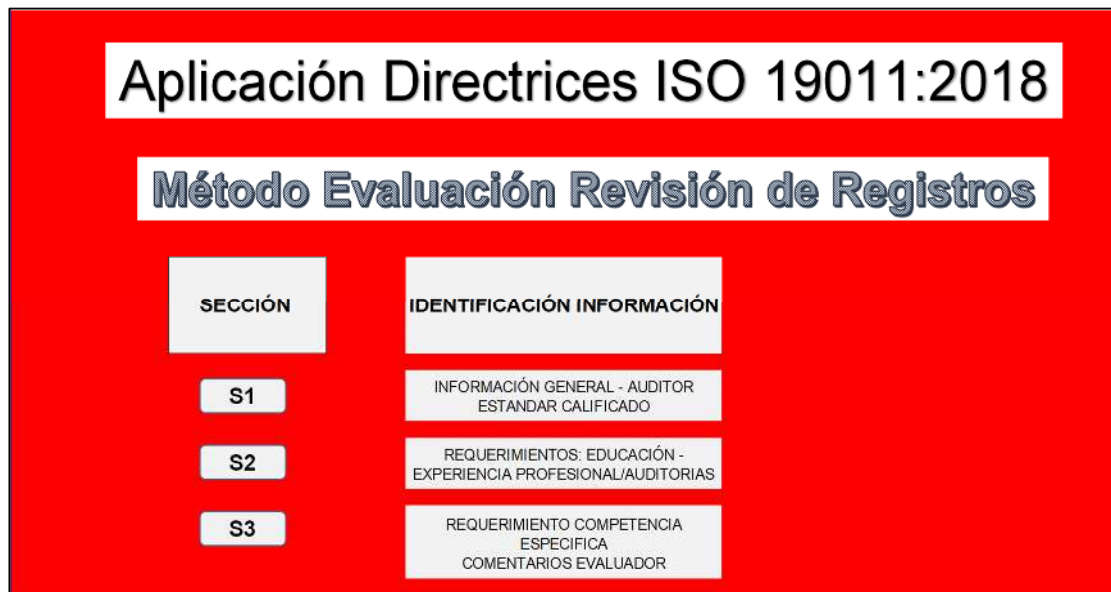 Aplicación Directrices ISO 19011:2018
Método Evaluación Revisión de Registros
SECCIÓN
IDENTIFICACIÓN INFORMACIÓN
S1
INFORMACIÓN GENERAL - AUDITOR
ESTANDAR CALIFICADO
S2
REQUERIMIENTOS: EDUCACIÓN -
EXPERIENCIA PROFESIONAL/AUDITORIAS
S3
REQUERIMIENTO COMPETENCIA
ESPECIFICA
COMENTARIOS EVALUADOR